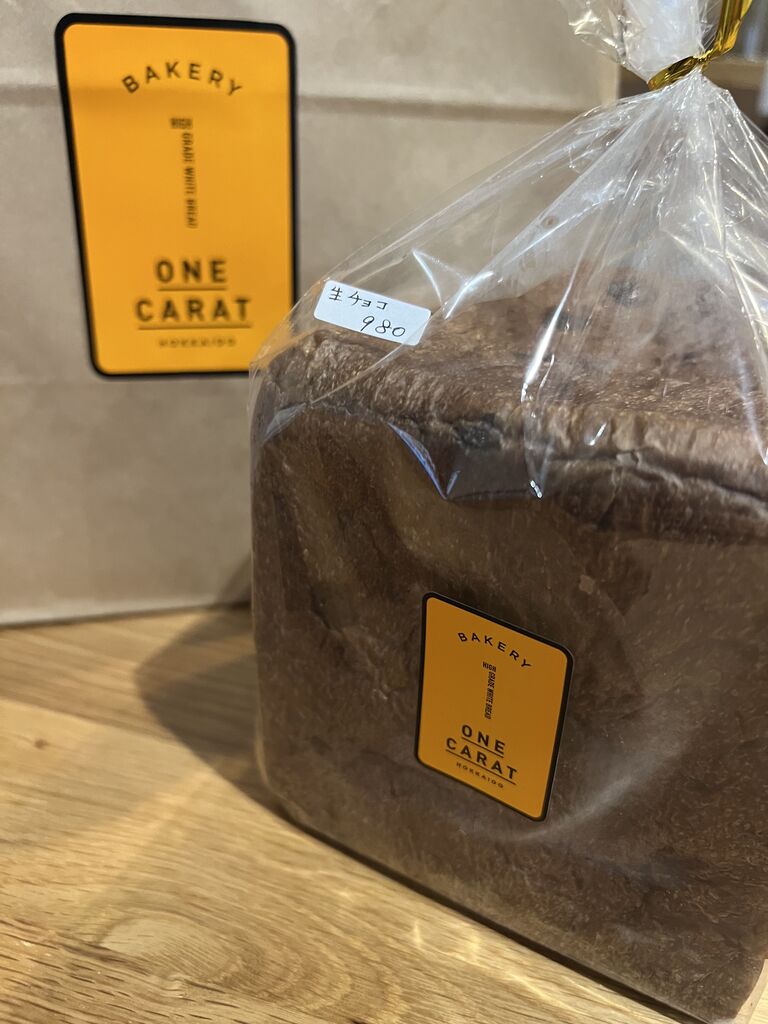 BAKERY
HIGH GRADE WHITE BREAD
ONE
CARAT
HOKKAIDO
生チョコ
980
BAKERY
HIGH GRADE WHITE BREAD
ONE
CARAT
HOKKAIDO